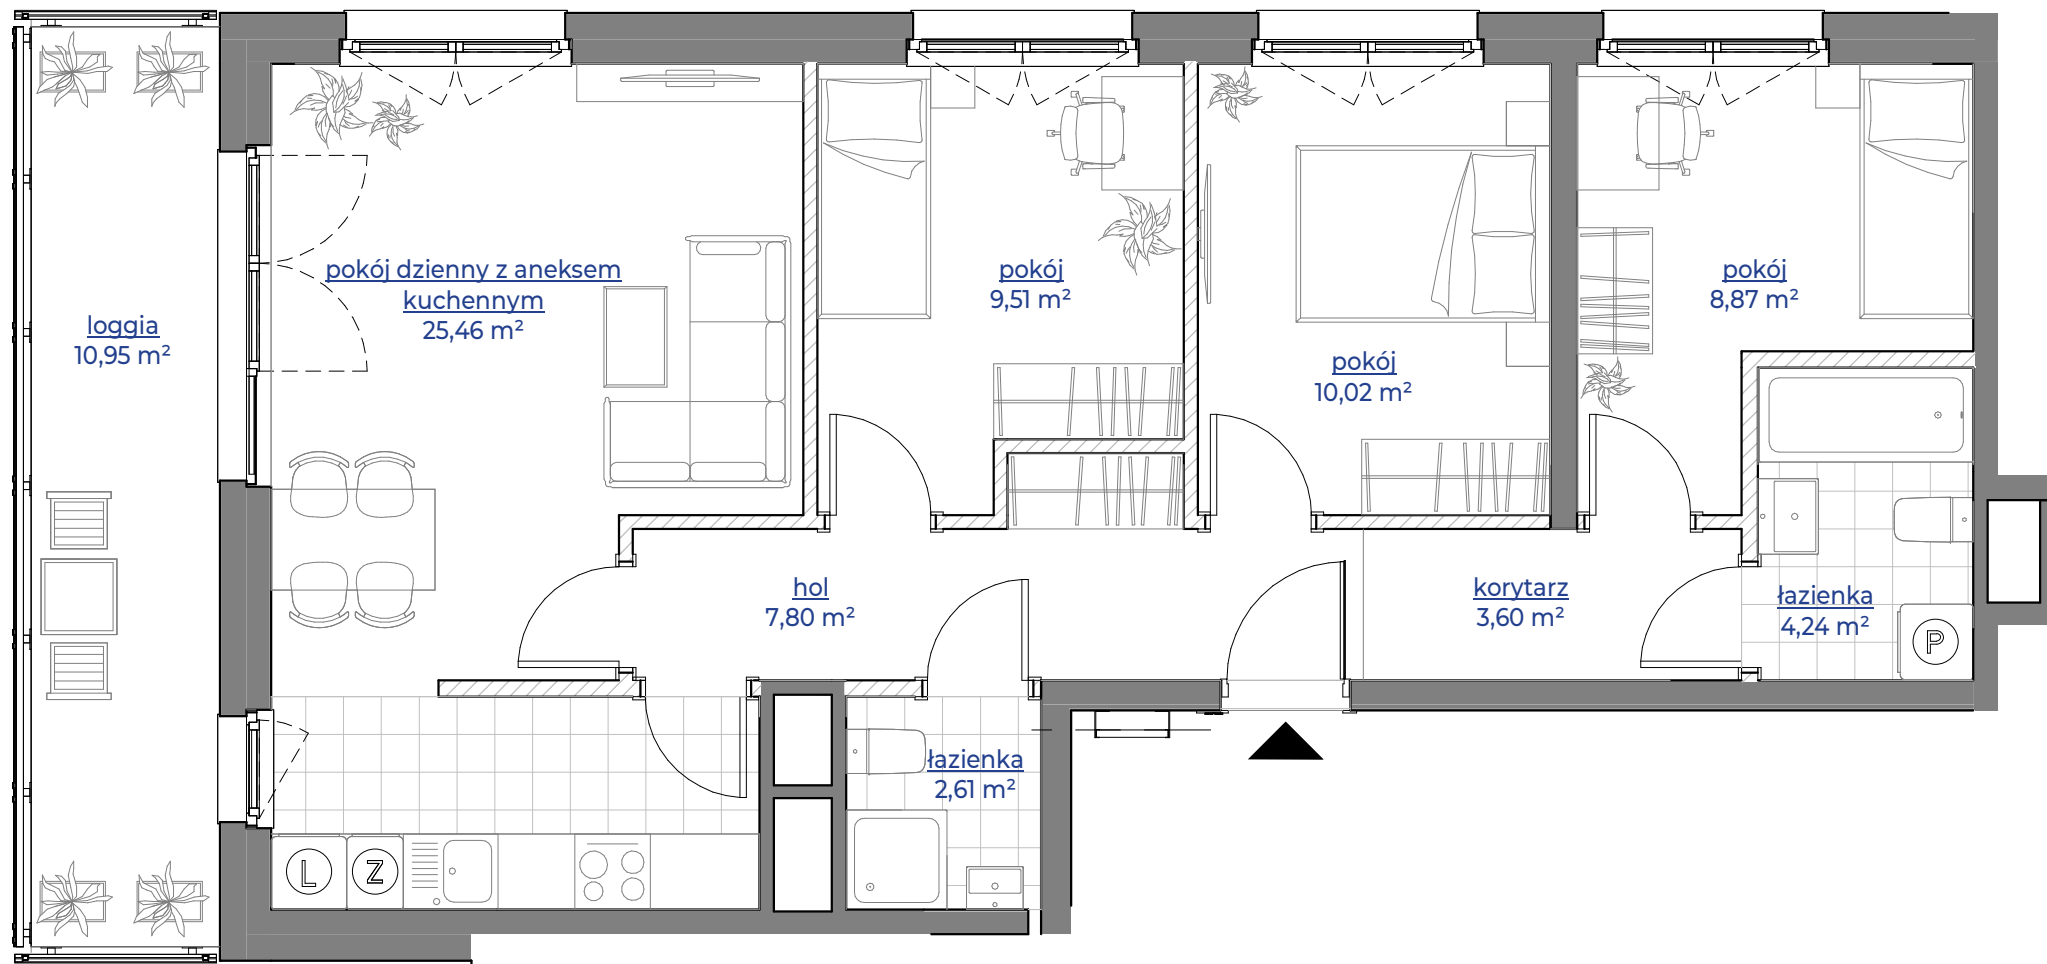 pokój dzienny z aneksem
kuchennym
25,46 m²
pokój
9,51 m²
pokój
8,87 m²
loggia
10,95 m²
pokój
10,02 m²
hol
7,80 m²
korytarz
3,60 m²
łazienka
4,24 m²
P
łazienka
2,61 m²
L
Z